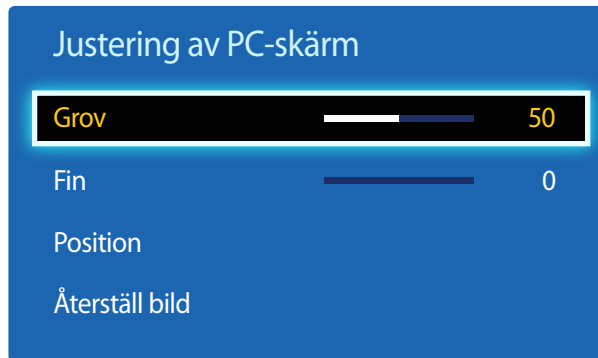 Justering av PC-skärm
Grov 50
Fin 0
Position
Återställ bild